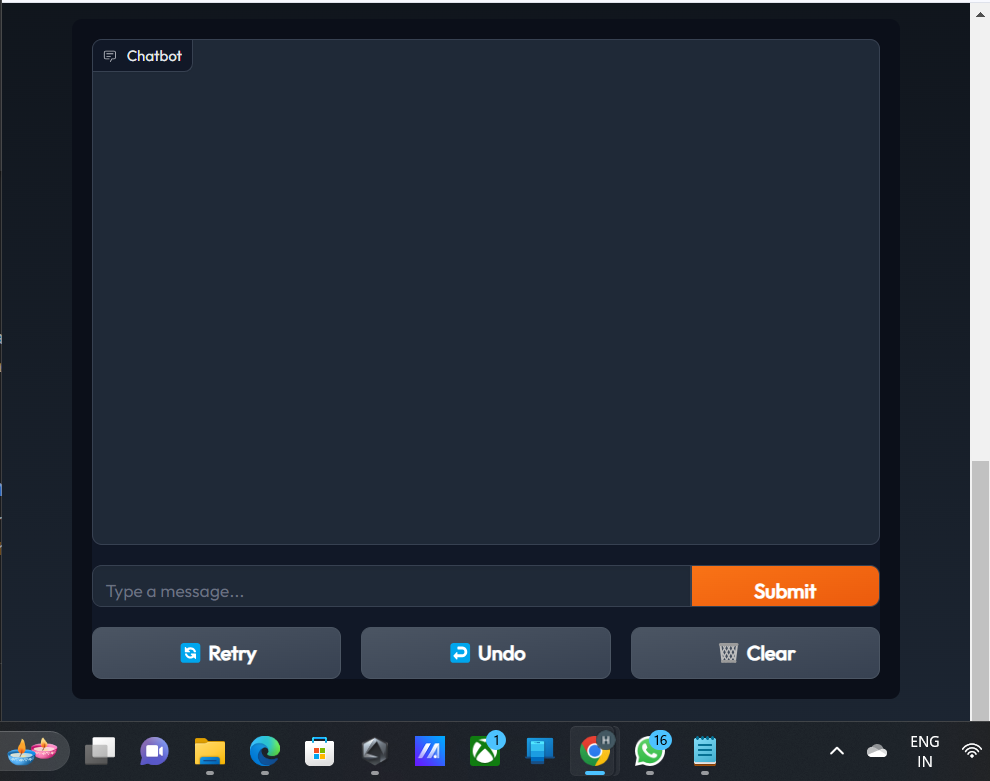 Chatbot
Type a message...
Submit
Retry
Undo
Clear
1
H
16
ENG
IN